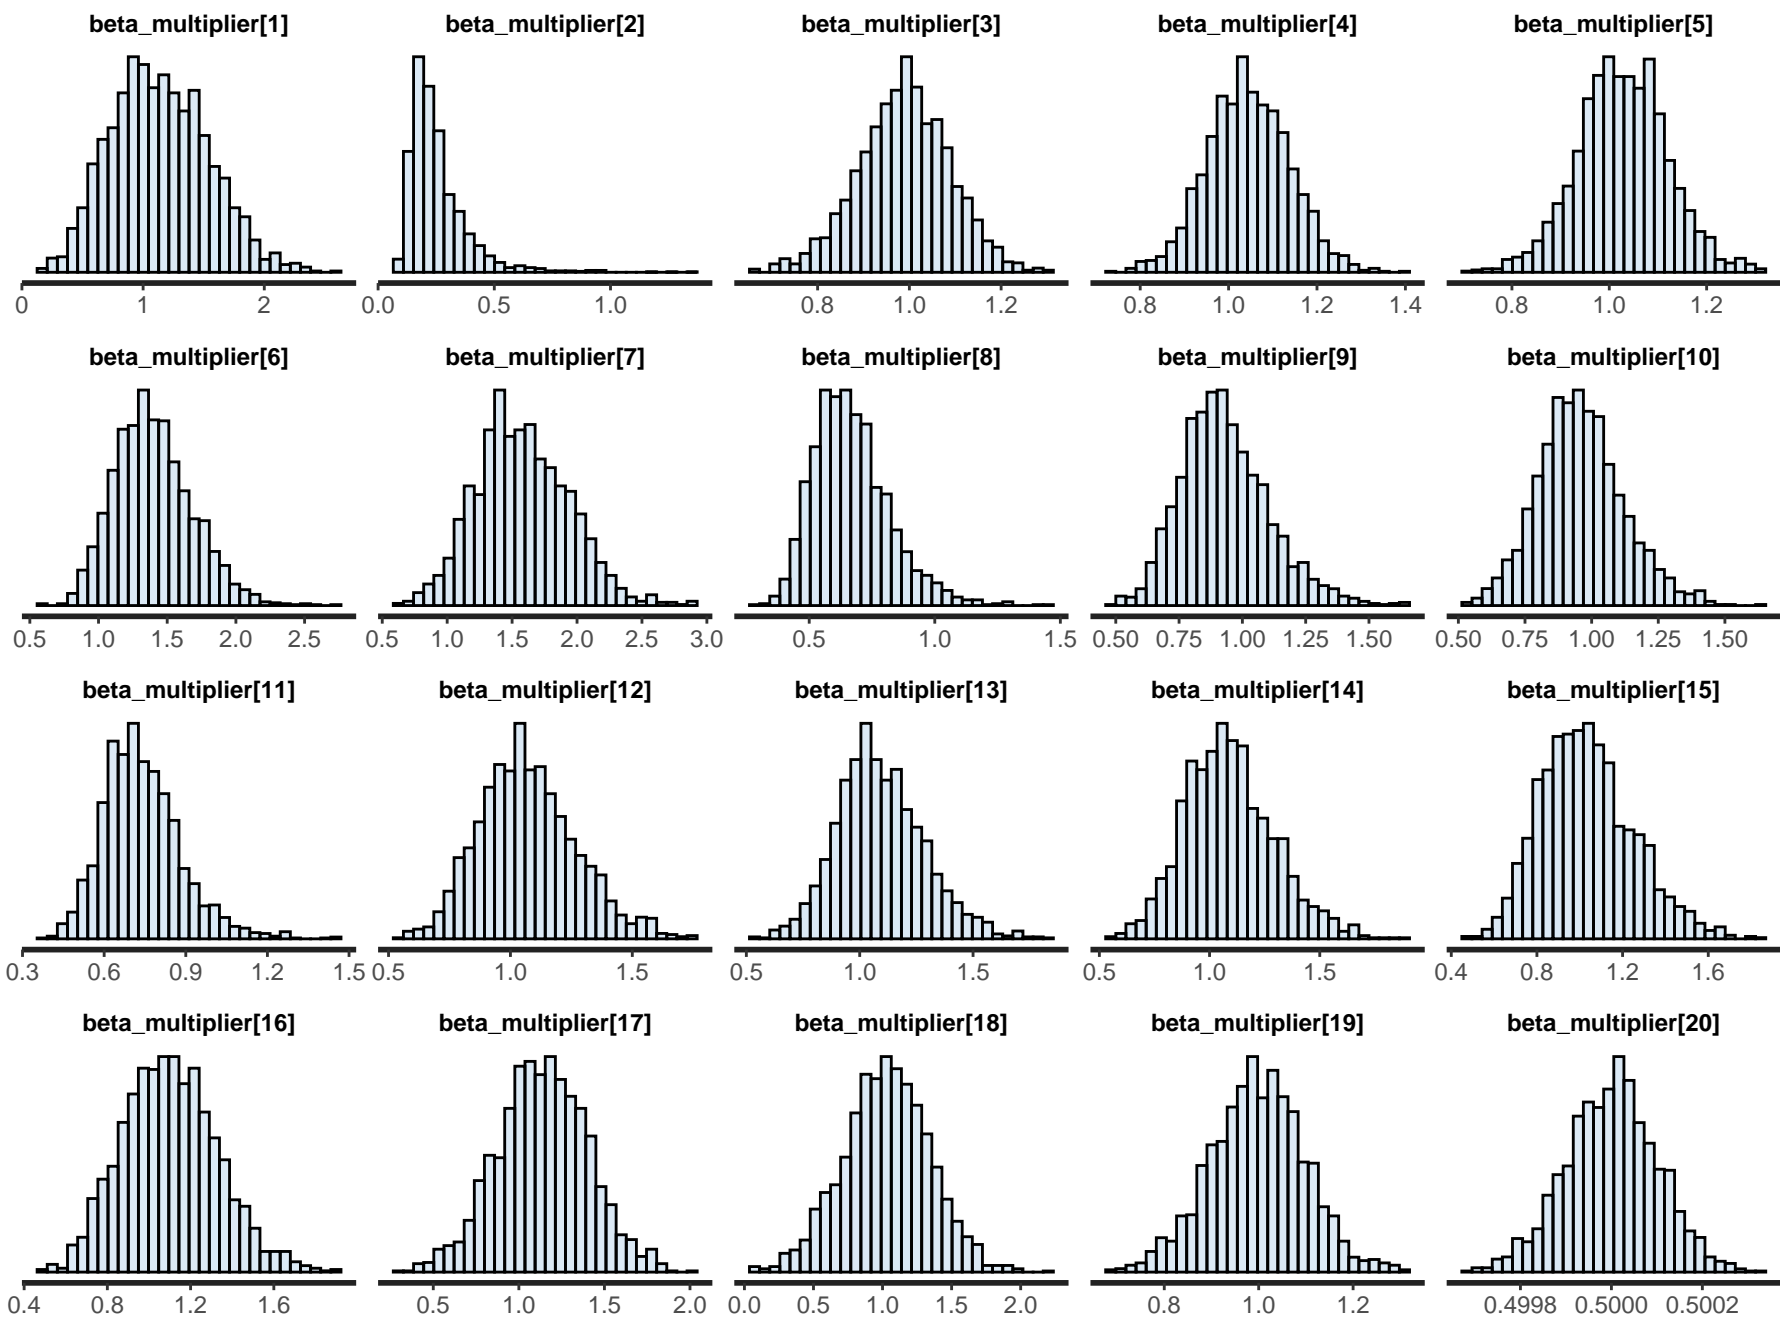 beta_multiplier[1] beta_multiplier[2] beta_multiplier[3] beta_multiplier[4] beta_multiplier[5]
0 1 2 0.0 0.5 1.0 0.8 1.0 1.2 0.8 1.0 1.2 1.4 0.8 1.0 1.2
beta_multiplier[6] beta_multiplier[7] beta_multiplier[8] beta_multiplier[9] beta_multiplier[10]
0.5 1.0 1.5 2.0 2.5 0.5 1.0 1.5 2.0 2.5 3.0 0.5 1.0 1.5 0.50 0.75 1.00 1.25 1.50 0.50 0.75 1.00 1.25 1.50
beta_multiplier[11] beta_multiplier[12] beta_multiplier[13] beta_multiplier[14] beta_multiplier[15]
0.3 0.6 0.9 1.2 1.5 0.5 1.0 1.5 0.5 1.0 1.5 0.5 1.0 1.5 0.4 0.8 1.2 1.6
beta_multiplier[16] beta_multiplier[17] beta_multiplier[18] beta_multiplier[19] beta_multiplier[20]
0.4 0.8 1.2 1.6 0.5 1.0 1.5 2.0 0.0 0.5 1.0 1.5 2.0 0.8 1.0 1.2 0.4998 0.5000 0.5002